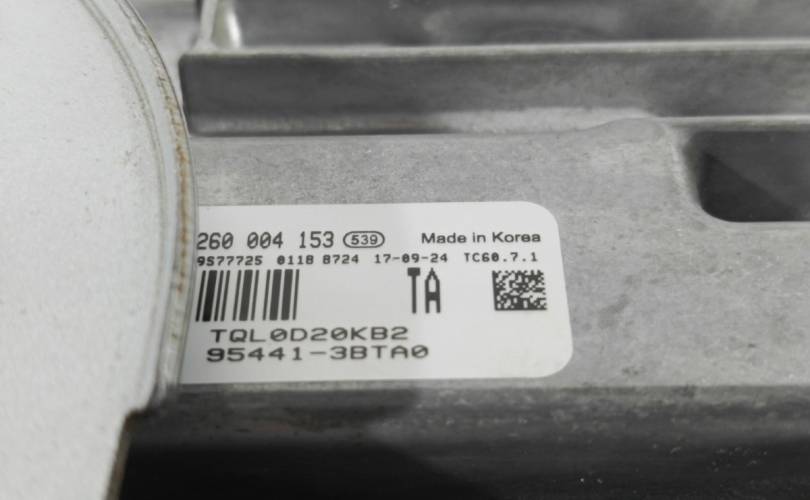 260 004 153 539 Made in Korea
9577725 0118 8724 17-09-24 TC60.7.1
TA
TQL0D20KB2
95441-3BTA0